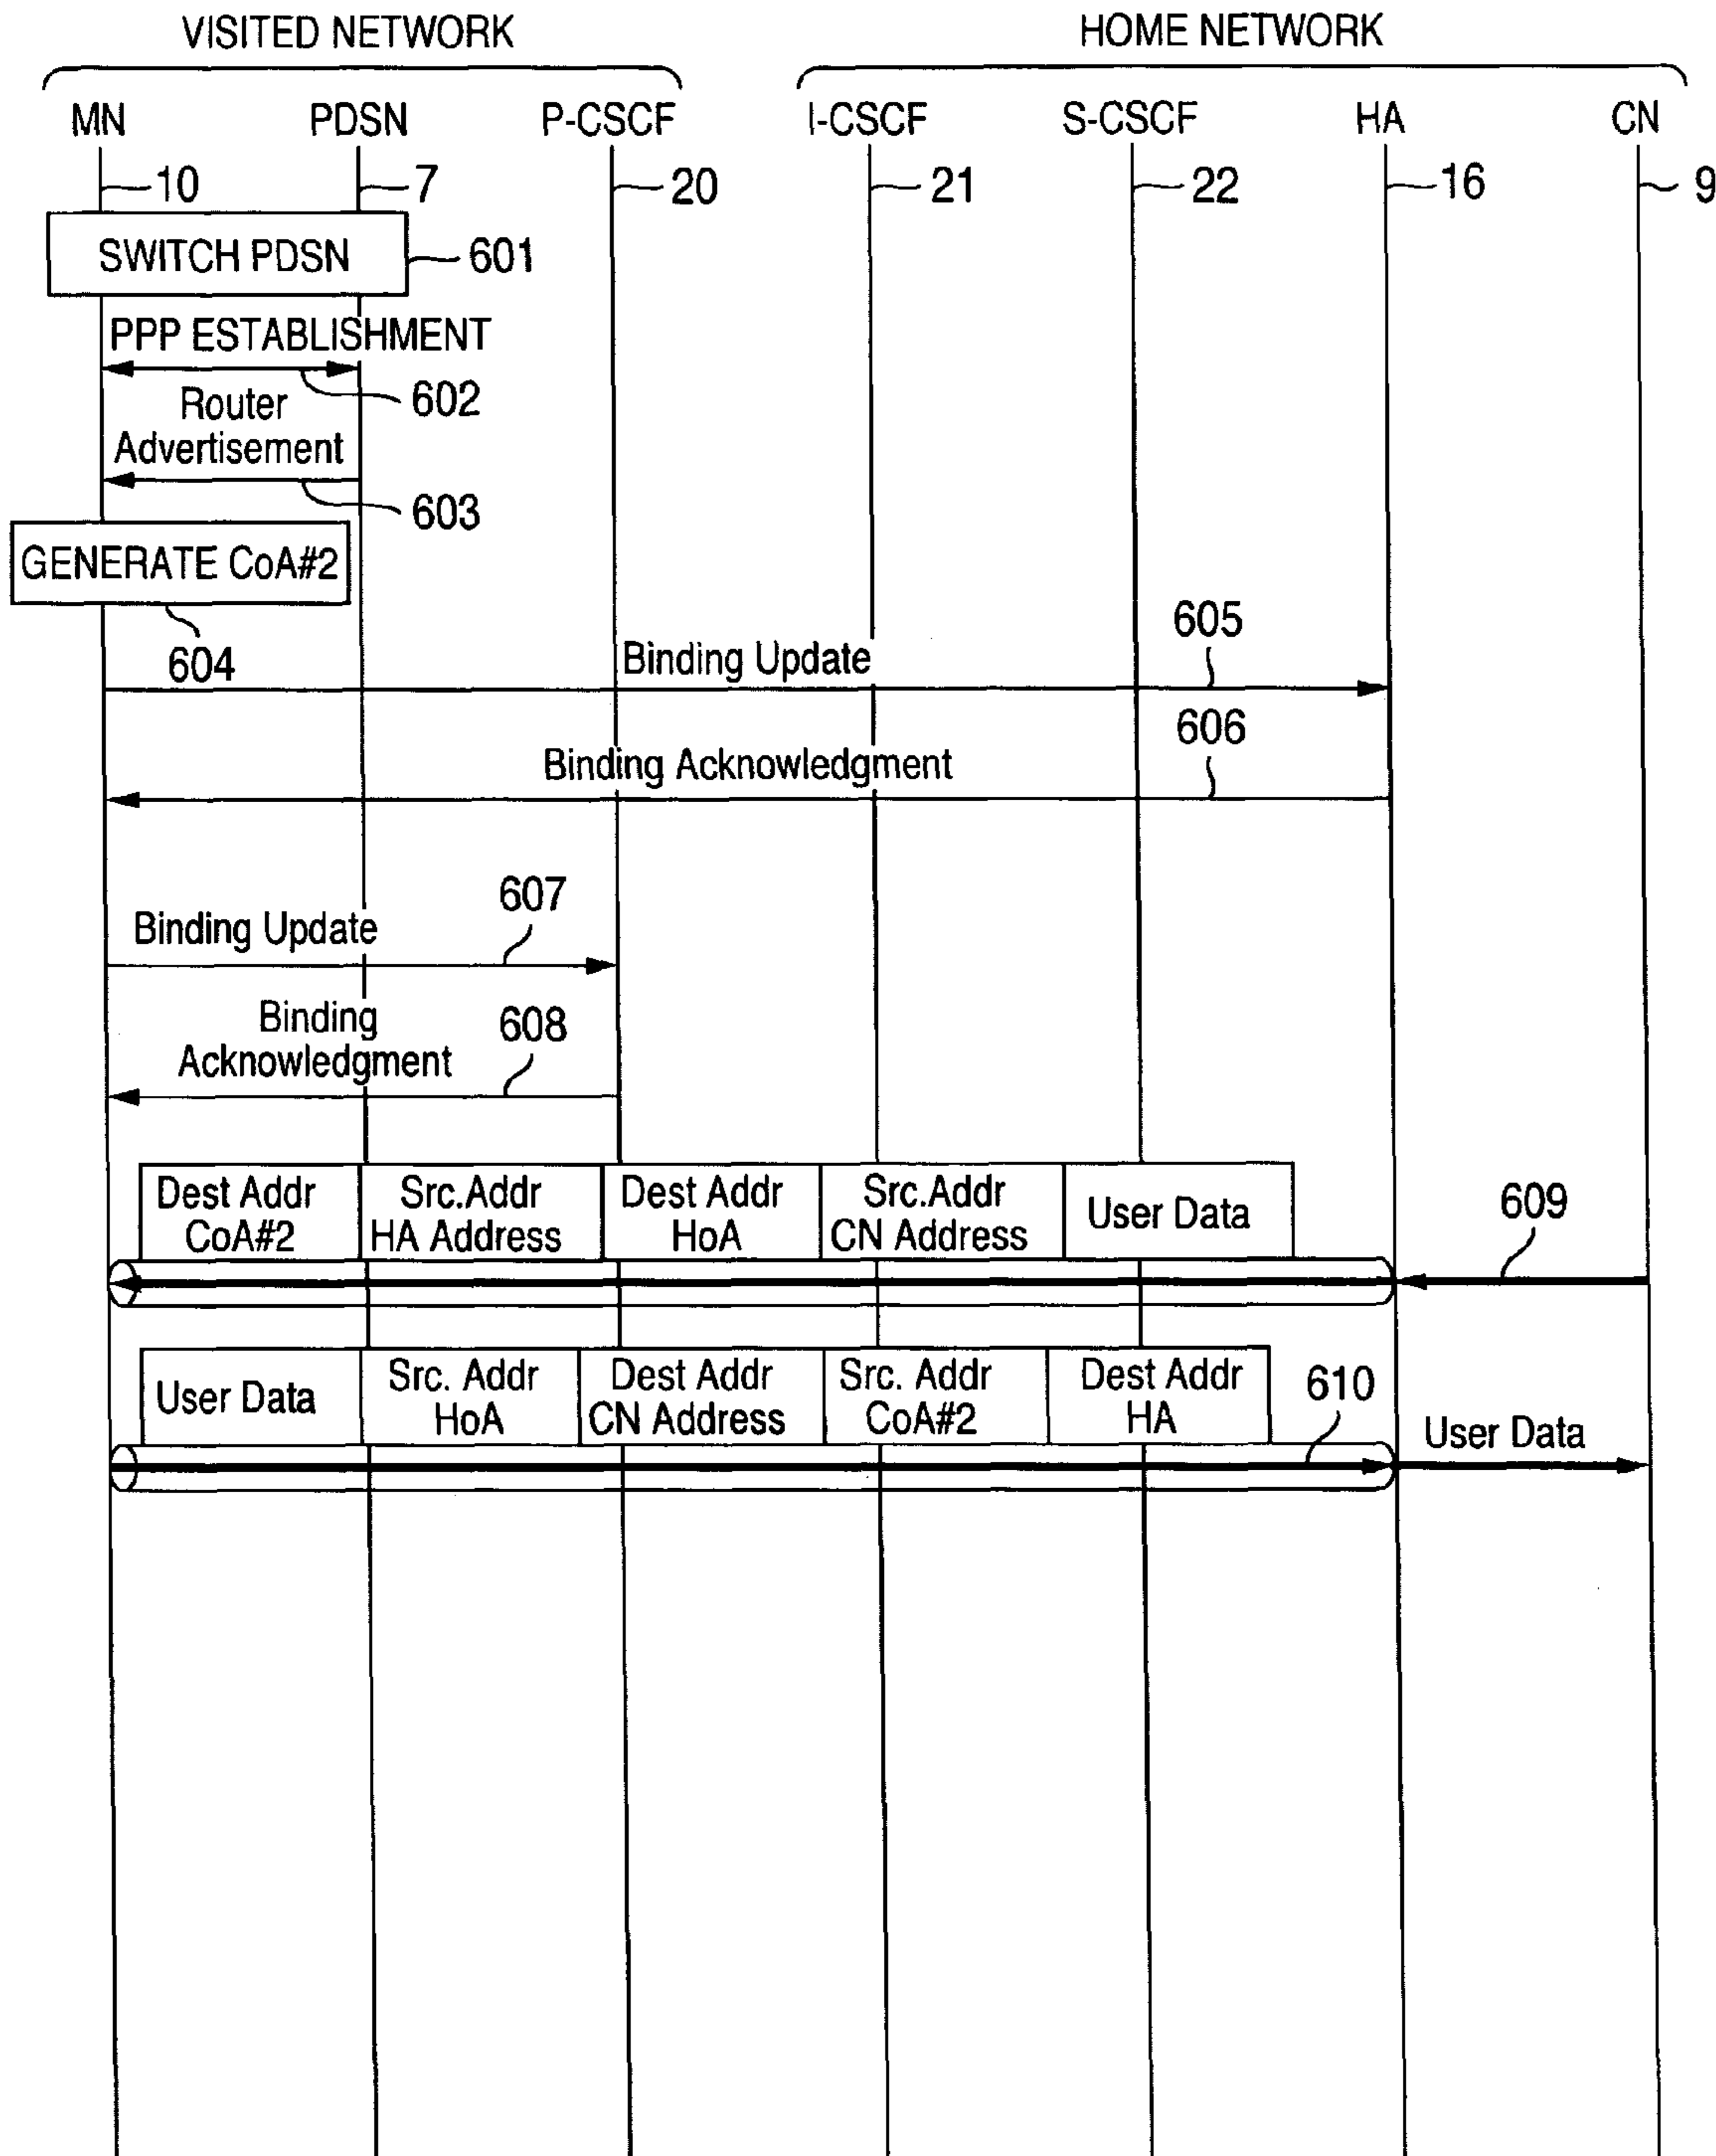 VISITED NETWORK
HOME NETWORK
MN
PDSN
P-CSCF
I-CSCF
S-CSCF
HA
CN
10
7
20
21
22
16
9
SWITCH PDSN
601
PPP ESTABLISHMENT
602
Router
Advertisement
603
GENERATE CoA#2
604
Binding Update
605
Binding Acknowledgment
606
Binding Update
607
Binding
Acknowledgment
608
Dest Addr
CoA#2
Src.Addr
HA Address
Dest Addr
HoA
Src.Addr
CN Address
User Data
609
User Data
Src. Addr
HoA
Dest Addr
CN Address
Src. Addr
CoA#2
Dest Addr
HA
610
User Data